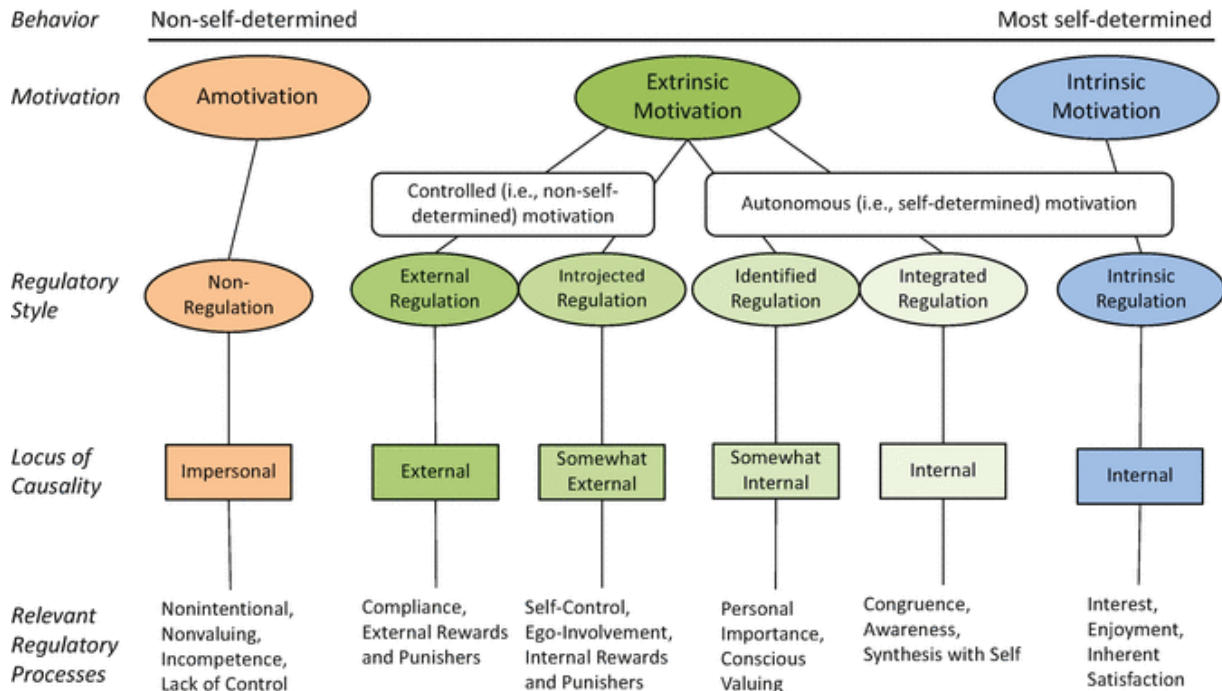 Behavior Non-self-determined Most self-determined
Motivation Amotivation Extrinsic Motivation Intrinsic Motivation
Controlled (i.e., non-self-
determined) motivation
Autonomous (i.e., self-determined) motivation
Regulatory
Style
Non-
Regulation
External
Regulation
Introjected
Regulation
Identified
Regulation
Integrated
Regulation
Intrinsic
Regulation
Locus of
Causality
Impersonal
External
Somewhat
External
Somewhat
Internal
Internal
Internal
Relevant
Regulatory
Processes
Nonintentional,
Nonvaluing,
Incompetence,
Lack of Control
Compliance,
External Rewards
and Punishers
Self-Control,
Ego-Involvement,
Internal Rewards
and Punishers
Personal
Importance,
Conscious
Valuing
Congruence,
Awareness,
Synthesis with Self
Interest,
Enjoyment,
Inherent
Satisfaction